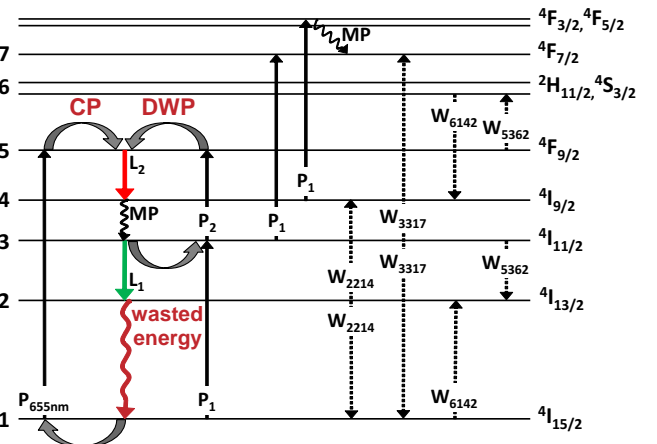 ⁴F₃/₂,⁴F₅/₂
MP
7
⁴F₇/₂
6
²H₁₁/₂,⁴S₃/₂
CP
DWP
W₆₁₄₂
W₅₃₆₂
5
⁴F₉/₂
L₂
P₁
4
⁴I₉/₂
MP
P₂
P₁
W₃₃₁₇
3
⁴I₁₁/₂
L₁
W₂₂₁₄
W₃₃₁₇
W₅₃₆₂
2
⁴I₁₃/₂
wasted
energy
W₂₂₁₄
P₆₅₅ₙₘ
P₁
W₆₁₄₂
1
⁴I₁₅/₂